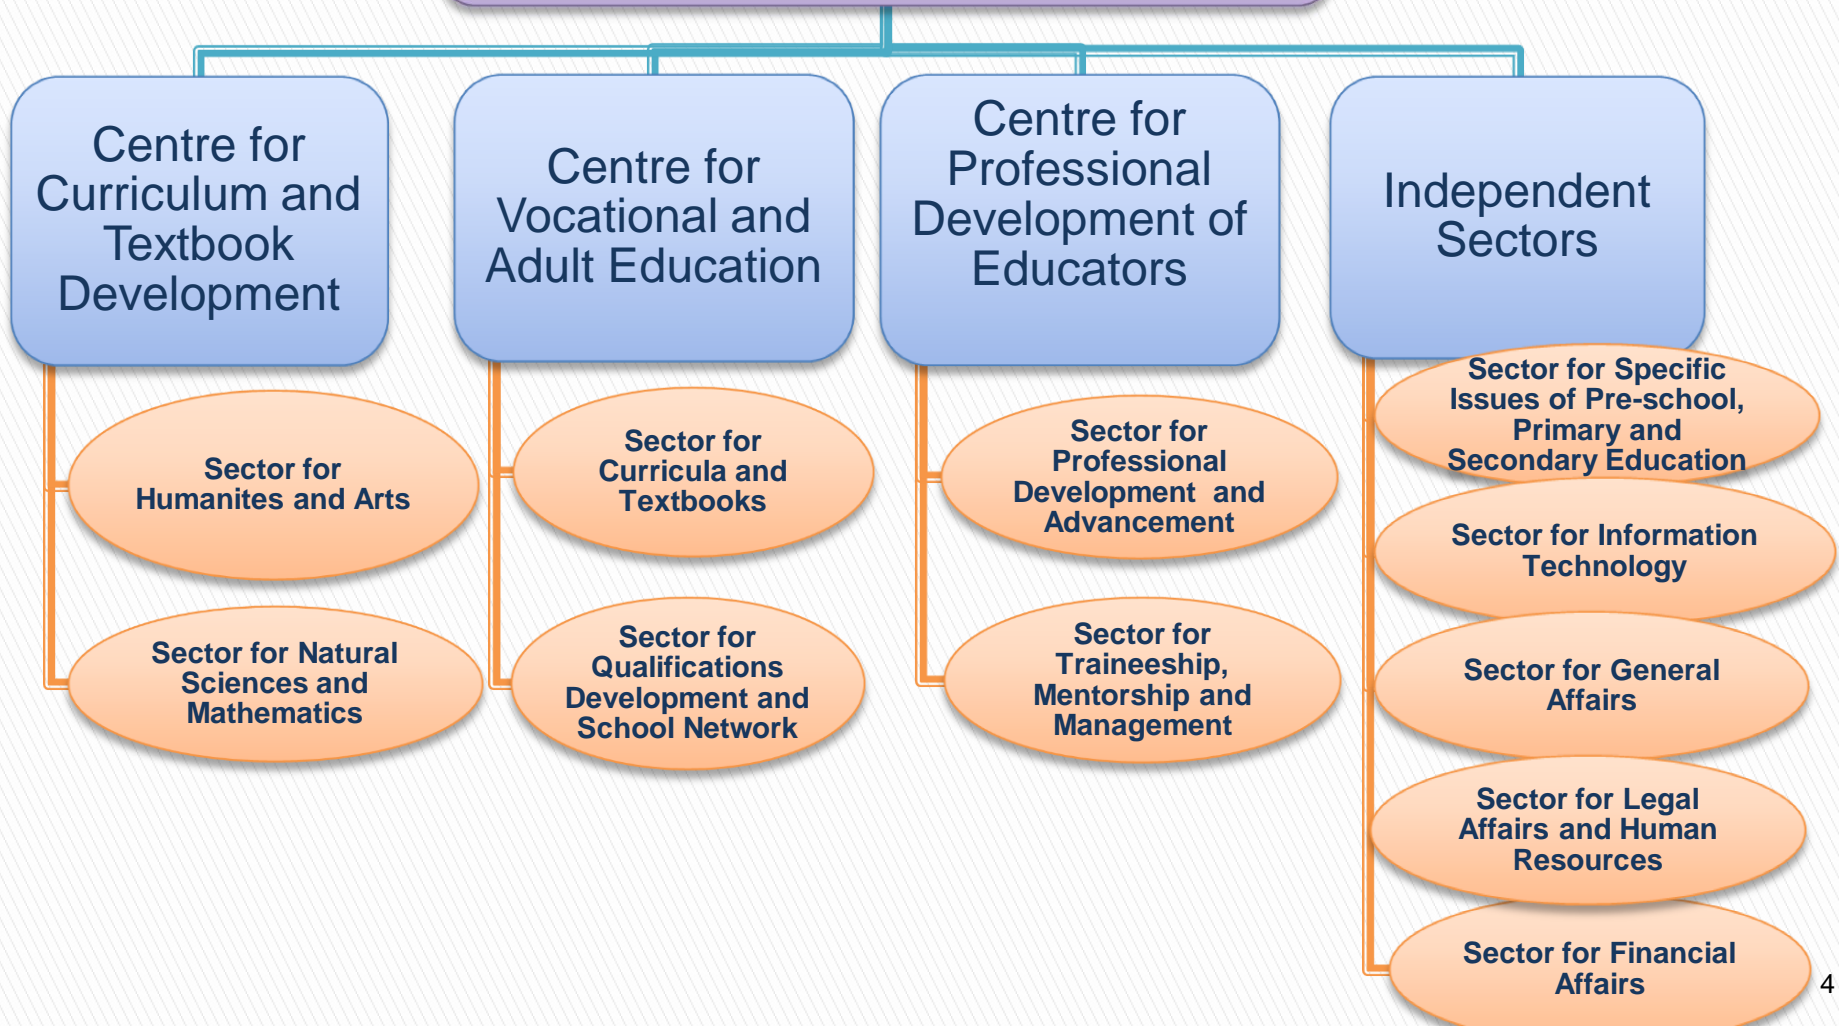 Centre for
Curriculum and
Textbook
Development
Sector for
Humanites and Arts
Sector for Natural
Sciences and
Mathematics
Centre for
Vocational and
Adult Education
Sector for
Curricula and
Textbooks
Sector for
Qualifications
Development and
School Network
Centre for
Professional
Development of
Educators
Sector for
Professional
Development  and
Advancement
Sector for
Traineeship,
Mentorship and
Management
Independent
Sectors
Sector for Specific
Issues of Pre-school,
Primary and
Secondary Education
Sector for Information
Technology
Sector for General
Affairs
Sector for Legal
Affairs and Human
Resources
Sector for Financial
Affairs
4